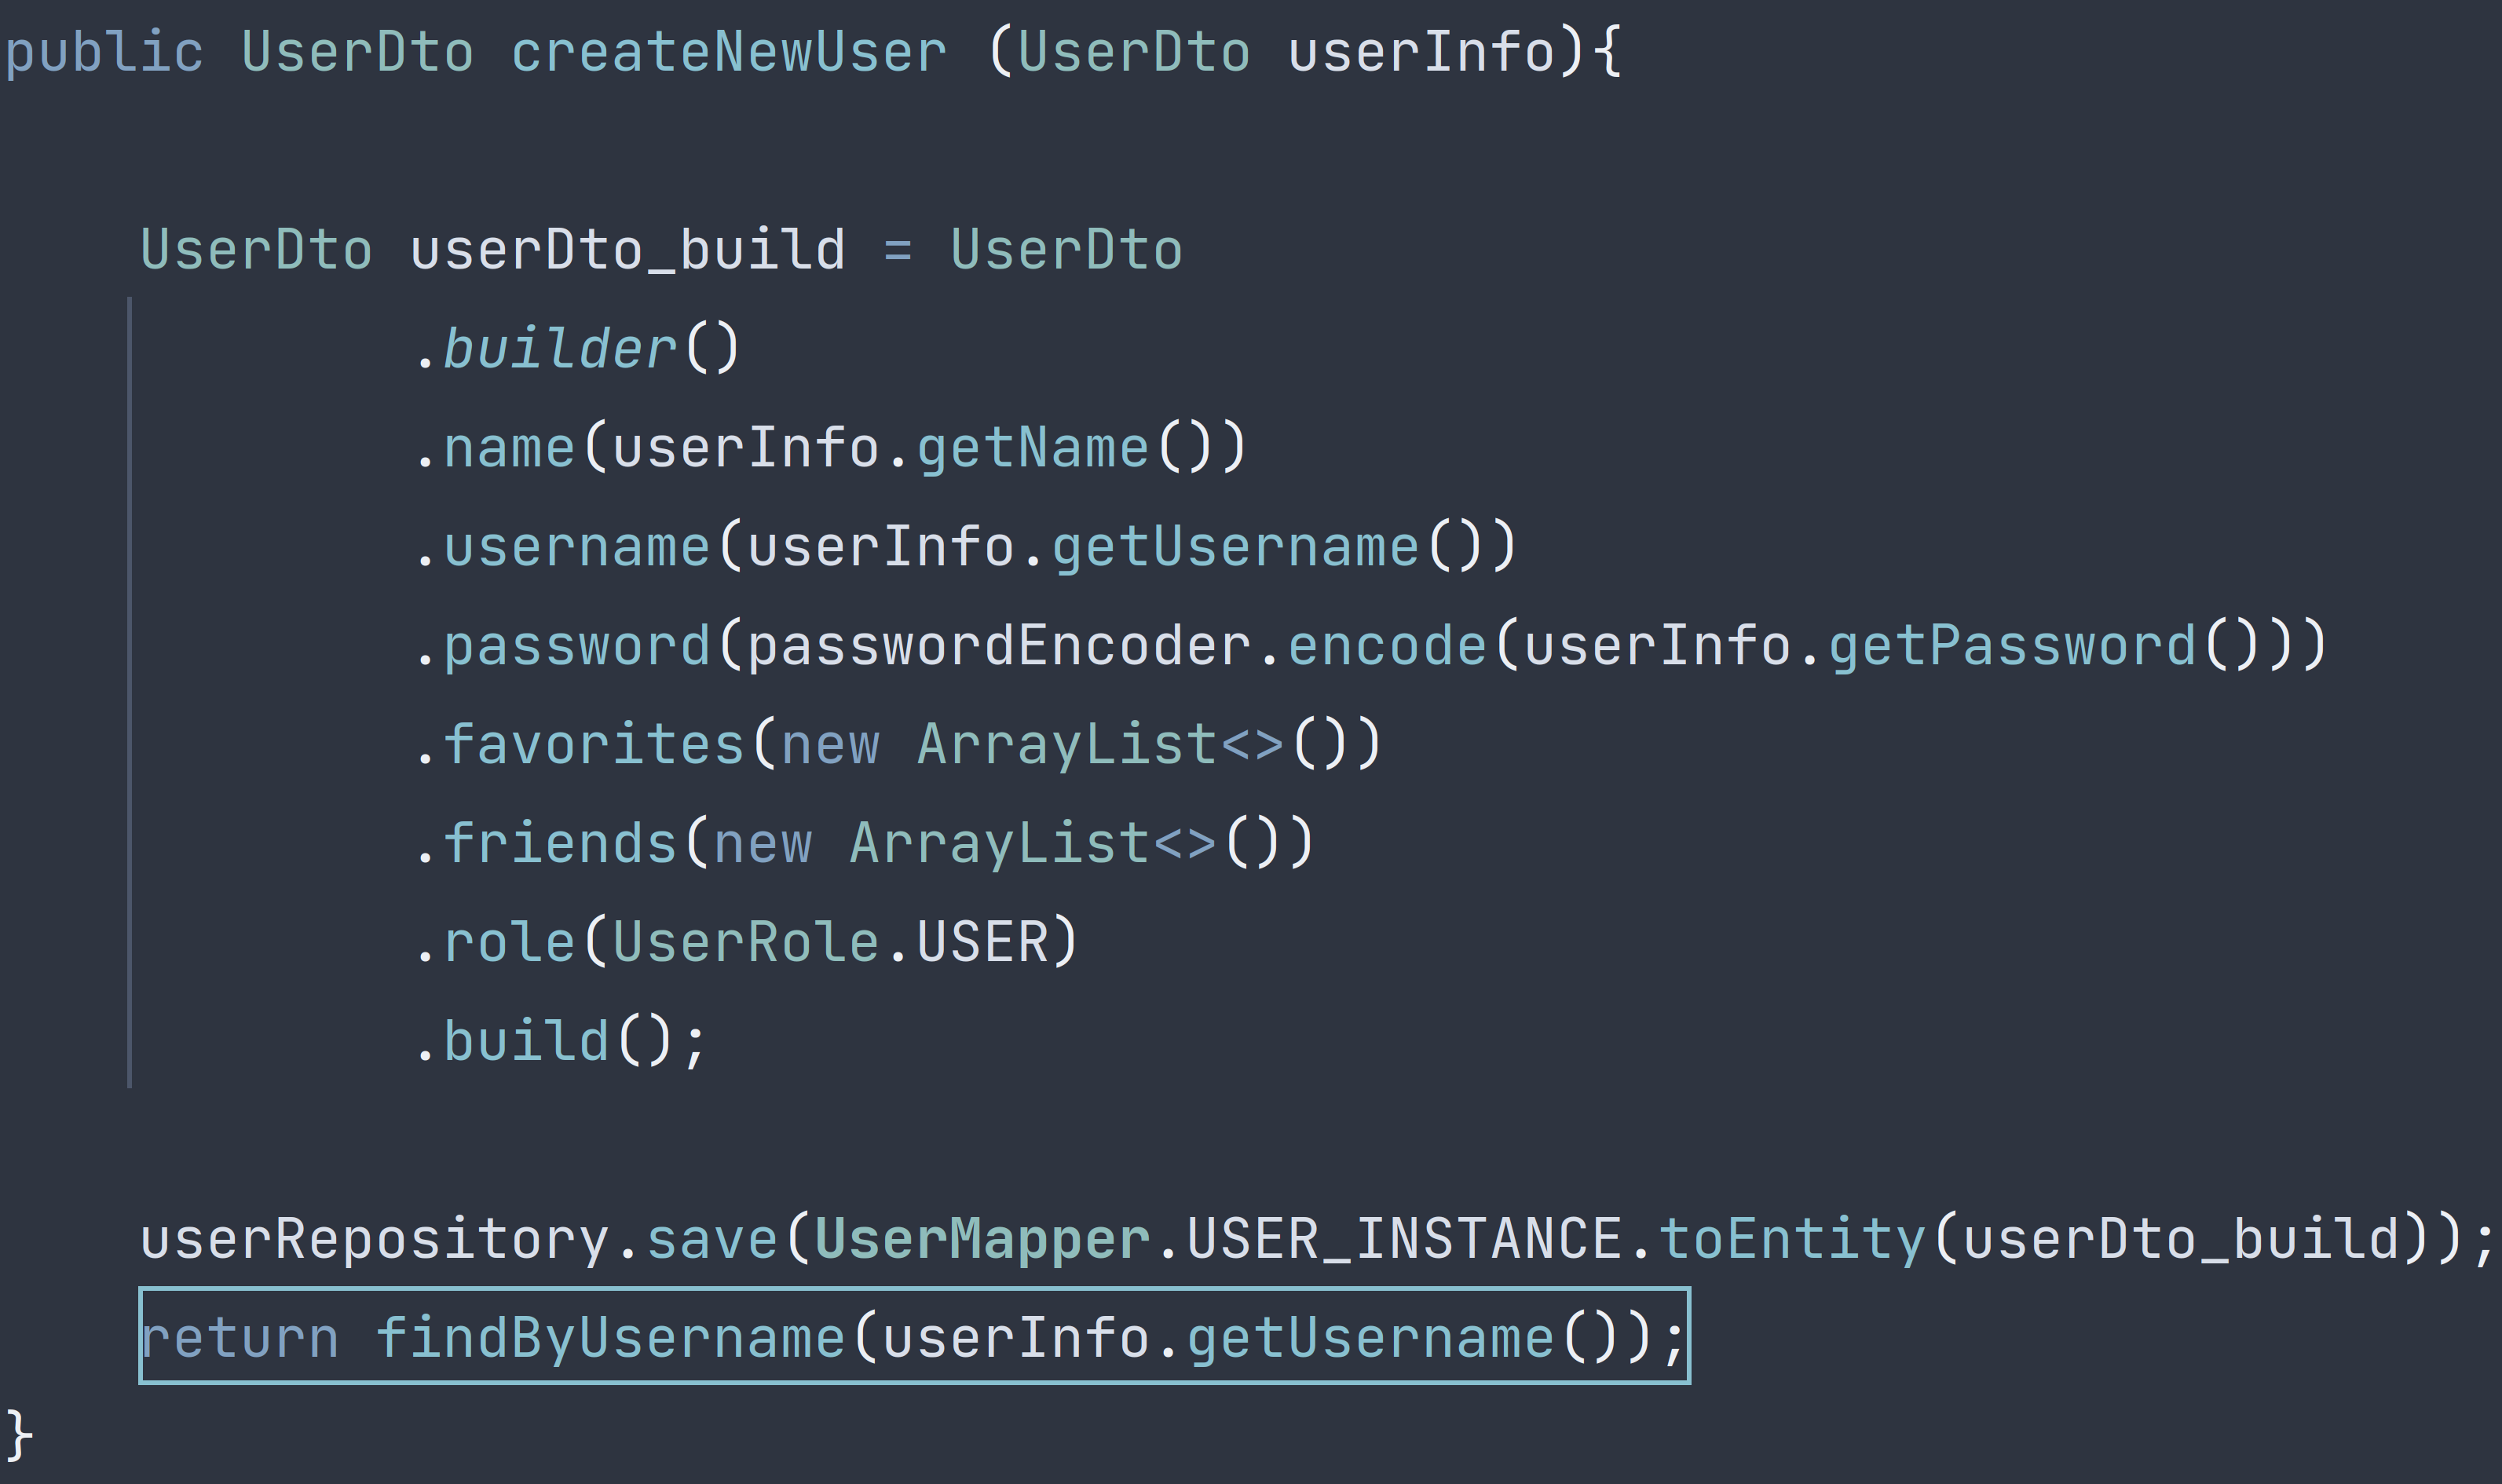 public UserDto createNewUser (UserDto userInfo){
UserDto userDto_build = UserDto
.builder()
.name(userInfo.getName())
.username(userInfo.getUsername())
.password(passwordEncoder.encode(userInfo.getPassword()))
.favorites(new ArrayList<>())
.friends(new ArrayList<>())
.role(UserRole.USER)
.build();
userRepository.save(UserMapper.USER_INSTANCE.toEntity(userDto_build));
return findByUsername(userInfo.getUsername());
}